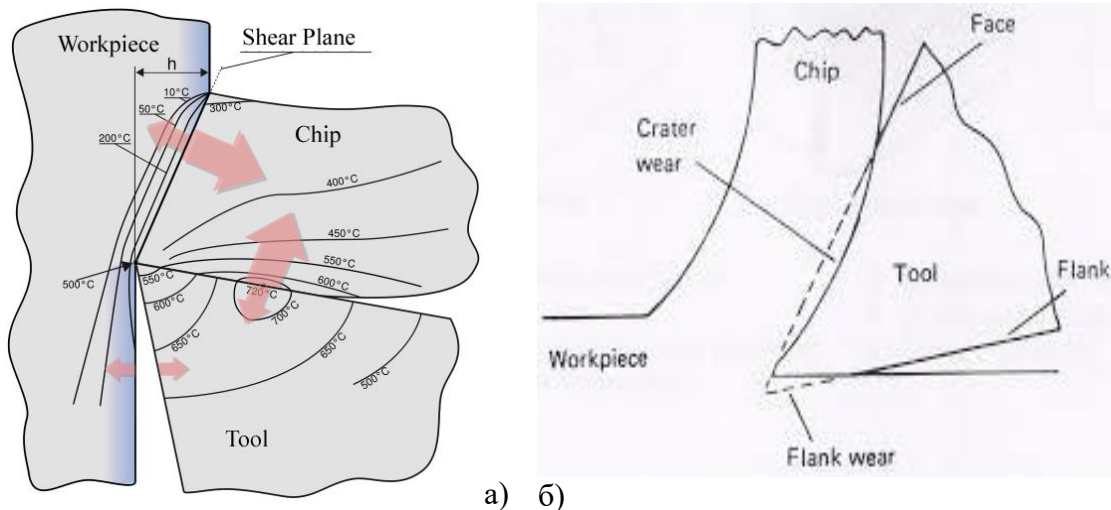 Workpiece
Shear Plane
h
10°C
50°C
200°C
300°C
Chip
400°C
450°C
550°C
600°C
500°C
550°C
600°C
650°C
720°C
700°C
650°C
500°C
Tool
а)
Chip
Face
Crater
wear
Tool
Flank
Workpiece
Flank wear
б)